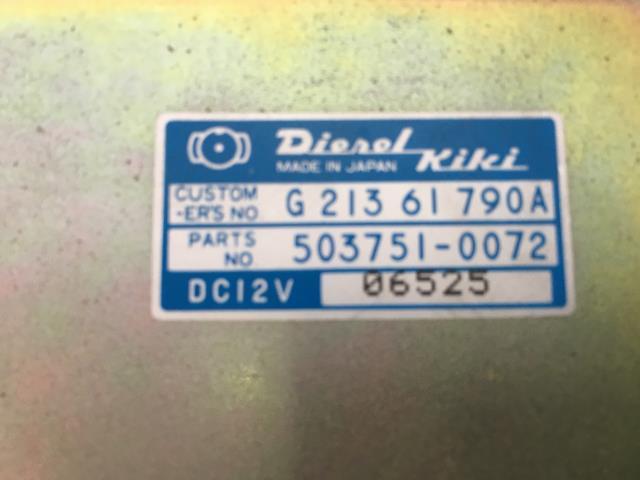 Diesel Kiki
MADE IN JAPAN
CUSTOM
-ER'S NO G 213 61 790A
PARTS
NO 503751-0072
DC12V 06525